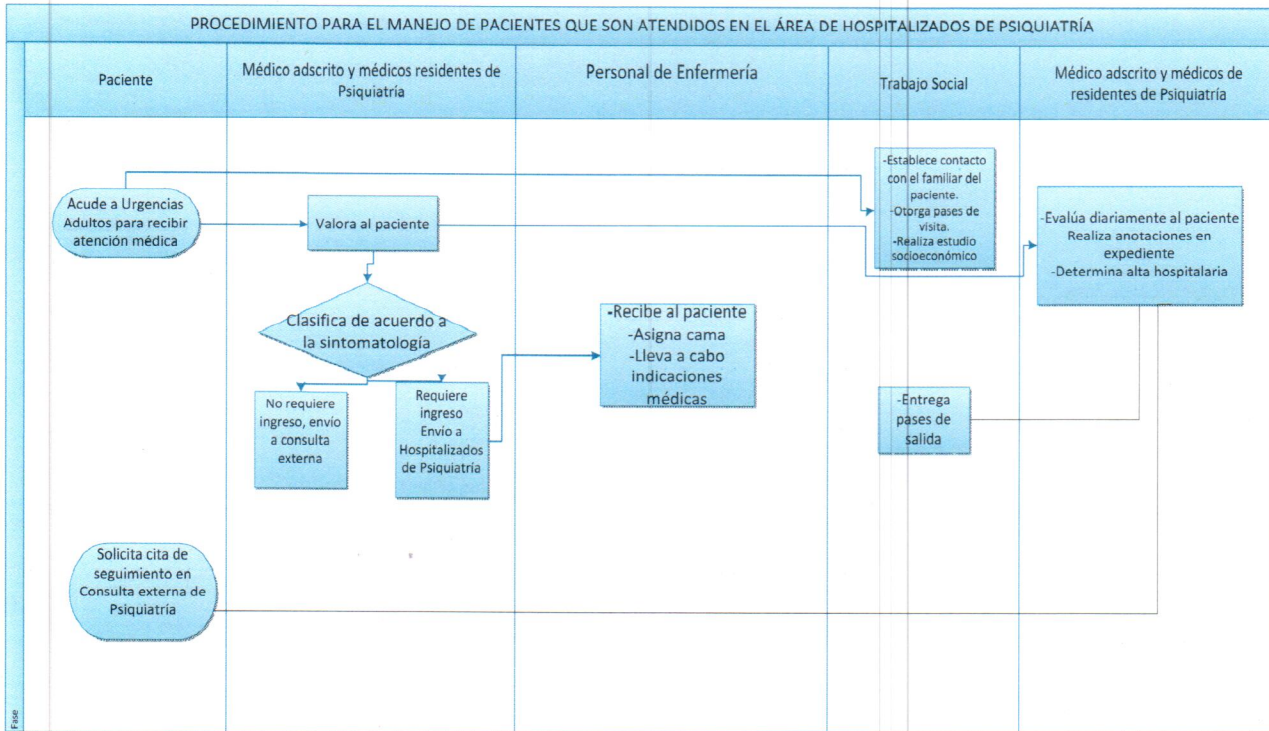 PROCEDIMIENTO PARA EL MANEJO DE PACIENTES QUE SON ATENDIDOS EN EL ÁREA DE HOSPITALIZADOS DE PSIQUIATRÍA
Paciente
Médico adscrito y médicos residentes de
Psiquiatría
Personal de Enfermería
Trabajo Social
Médico adscrito y médicos de
residentes de Psiquiatría
Acude a Urgencias
Adultos para recibir
atención médica
Valora al paciente
-Establece contacto
con el familiar del
paciente.
-Otorga pases de
visita.
-Realiza estudio
socioeconómico
-Evalúa diariamente al paciente
Realiza anotaciones en
expediente
-Determina alta hospitalaria
Clasifica de acuerdo a
la sintomatología
-Recibe al paciente
-Asigna cama
-Lleva a cabo
indicaciones
médicas
No requiere
ingreso, envío
a consulta
externa
Requiere
ingreso
Envío a
Hospitalizados
de Psiquiatría
-Entrega
pases de
salida
Solicita cita de
seguimiento en
Consulta externa de
Psiquiatría
Fase